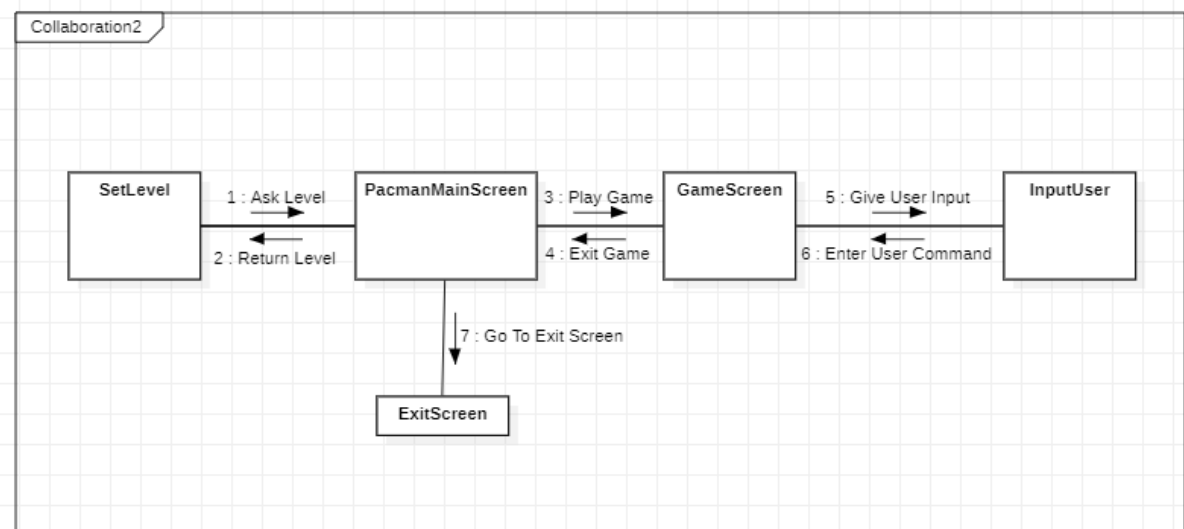 Collaboration2
SetLevel
1 : Ask Level
2 : Return Level
PacmanMainScreen
3 : Play Game
4 : Exit Game
GameScreen
5 : Give User Input
6 : Enter User Command
InputUser
7 : Go To Exit Screen
ExitScreen